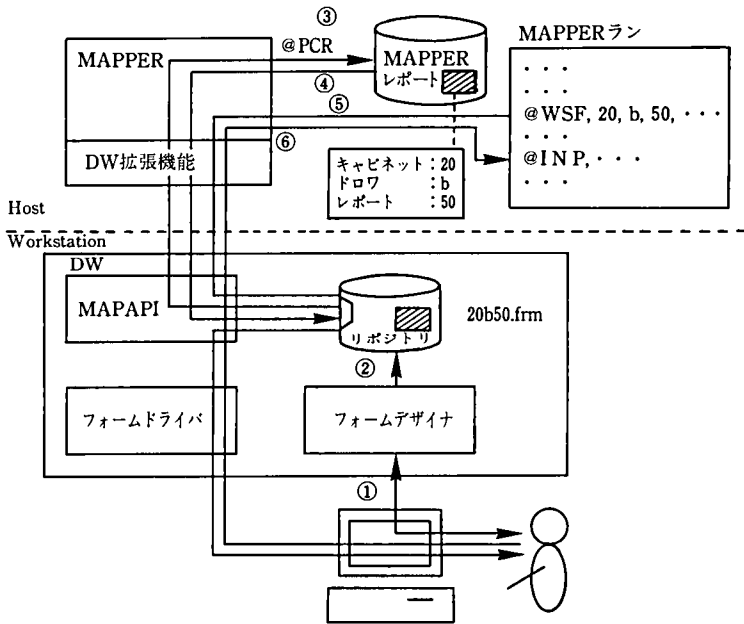 ③
MAPPERラン
MAPPER
@PCR
MAPPER
レポート
④
⑤
⑥
DW拡張機能
・・・
・・・
@WSF, 20, b, 50, ・・・
・・・
@INP, ・・・
・・・
キャビネット：20
ドロワ：b
レポート：50
Host
Workstation
DW
MAPAPI
リポジトリ
20b50.frm
②
フォームドライバ
フォームデザイナ
①